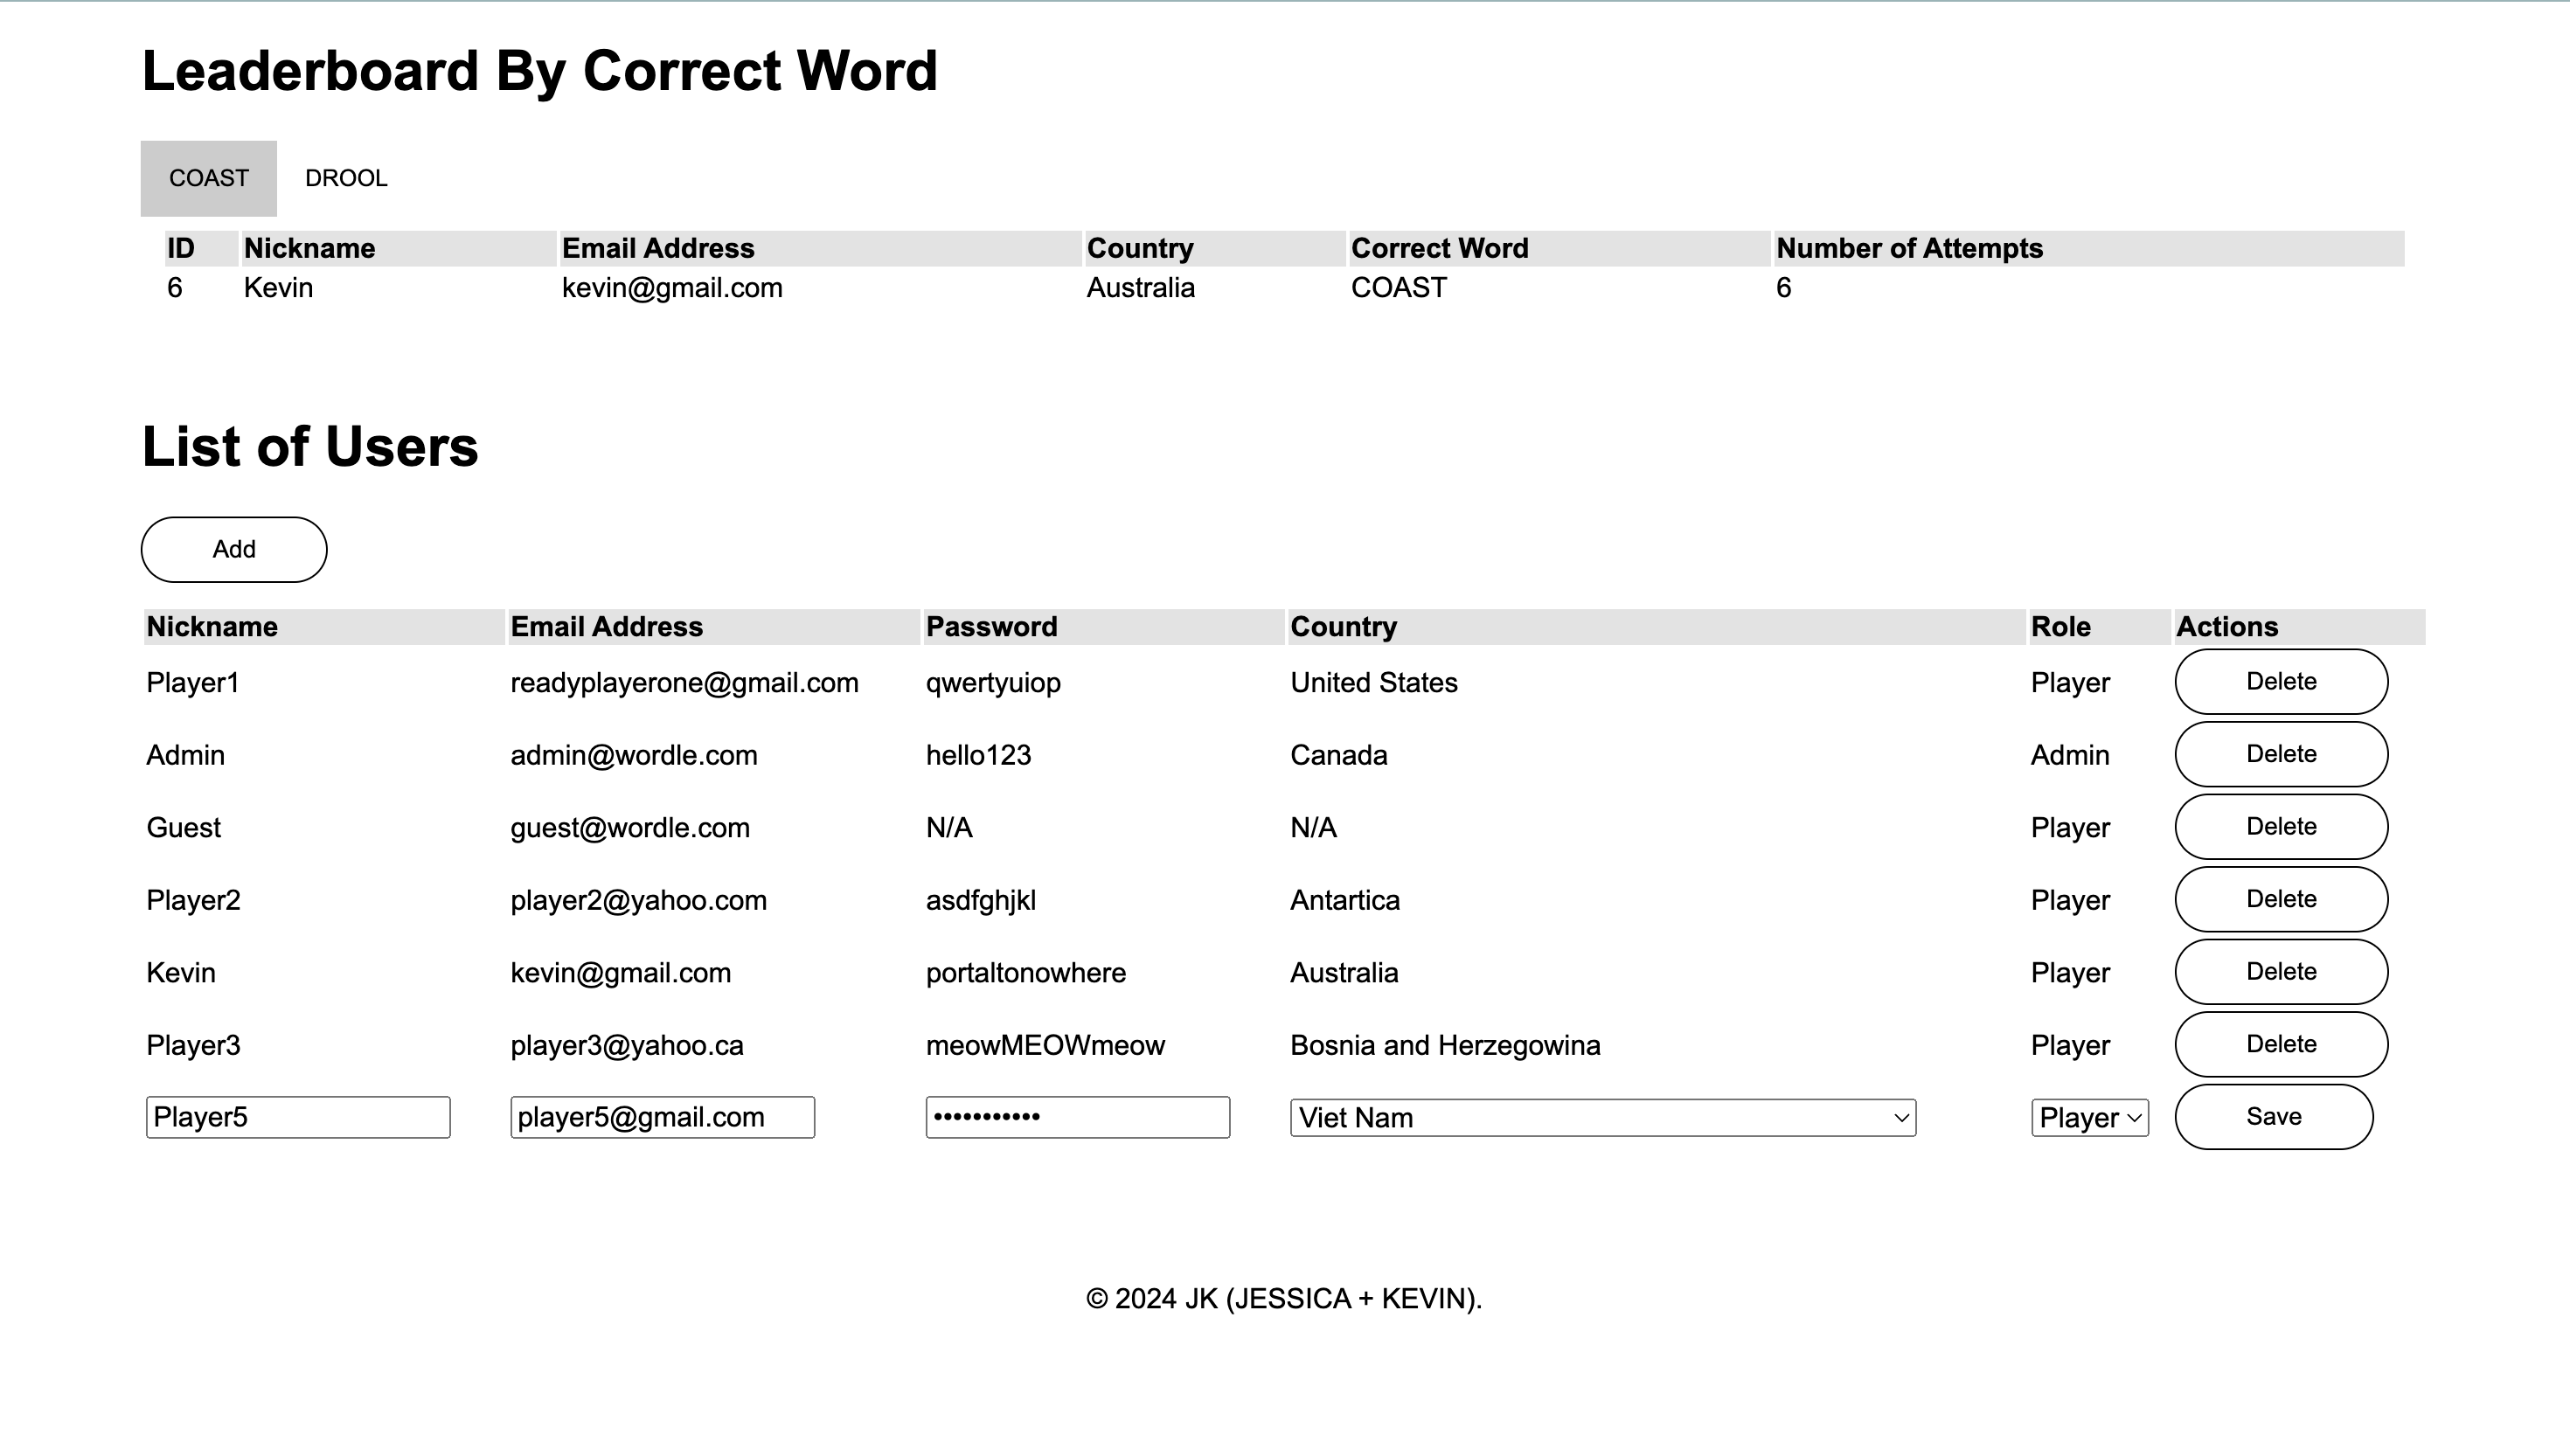 Leaderboard By Correct Word
COAST DROOL
ID Nickname Email Address Country Correct Word Number of Attempts
6 Kevin kevin@gmail.com Australia COAST 6
List of Users
Add
Nickname Email Address Password Country Role Actions
Player1 readyplayerone@gmail.com qwertyuiop United States Player Delete
Admin admin@wordle.com hello123 Canada Admin Delete
Guest guest@wordle.com N/A N/A Player Delete
Player2 player2@yahoo.com asdfghjkl Antartica Player Delete
Kevin kevin@gmail.com portaltonowhere Australia Player Delete
Player3 player3@yahoo.ca meowMEOWmeow Bosnia and Herzegowina Player Delete
Player5 player5@gmail.com ••••••••••• Viet Nam Player Save
© 2024 JK (JESSICA + KEVIN).